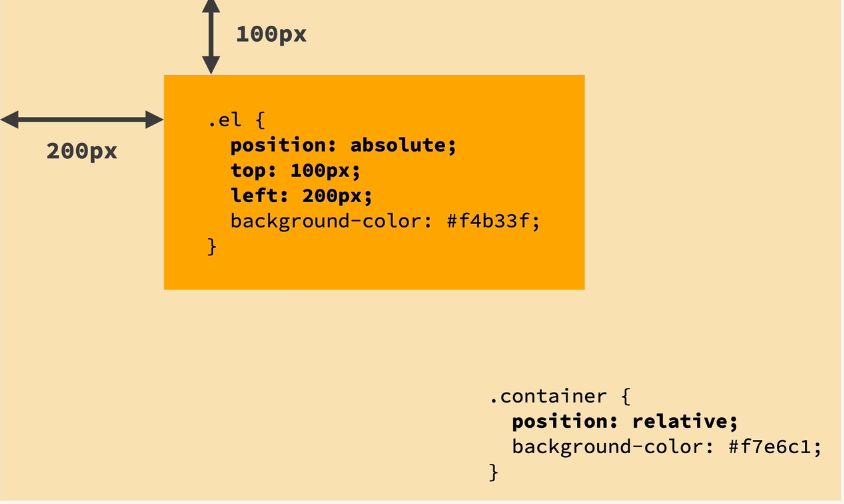 100px
200px
.el {
  position: absolute;
  top: 100px;
  left: 200px;
  background-color: #f4b33f;
}
.container {
  position: relative;
  background-color: #f7e6c1;
}